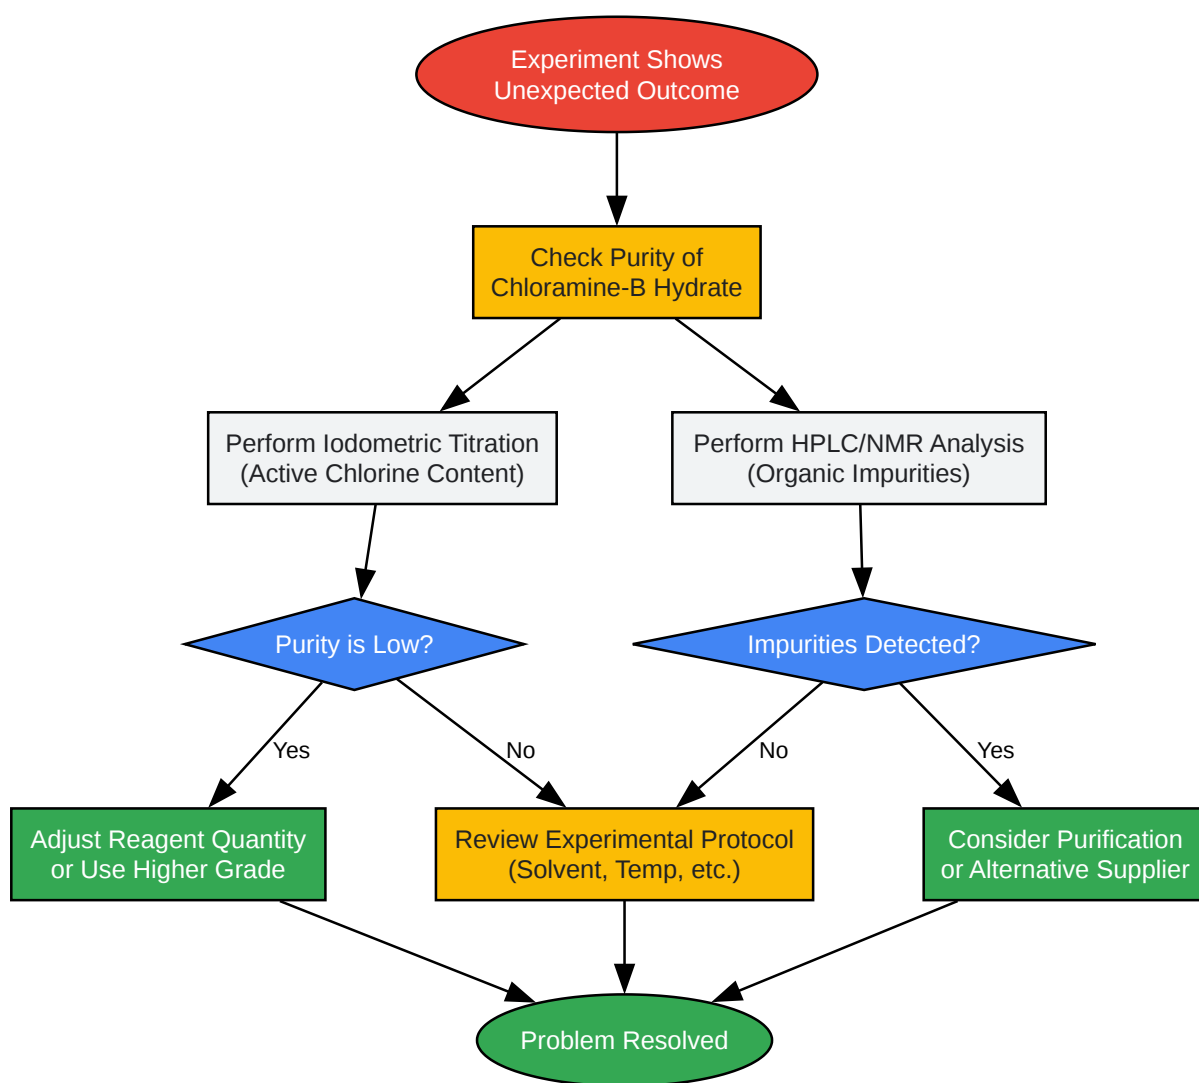 Experiment Shows
Unexpected Outcome
Check Purity of
Chloramine-B Hydrate
Perform Iodometric Titration
(Active Chlorine Content)
Perform HPLC/NMR Analysis
(Organic Impurities)
Purity is Low?
Impurities Detected?
Yes
No
No
Yes
Adjust Reagent Quantity
or Use Higher Grade
Review Experimental Protocol
(Solvent, Temp, etc.)
Consider Purification
or Alternative Supplier
Problem Resolved